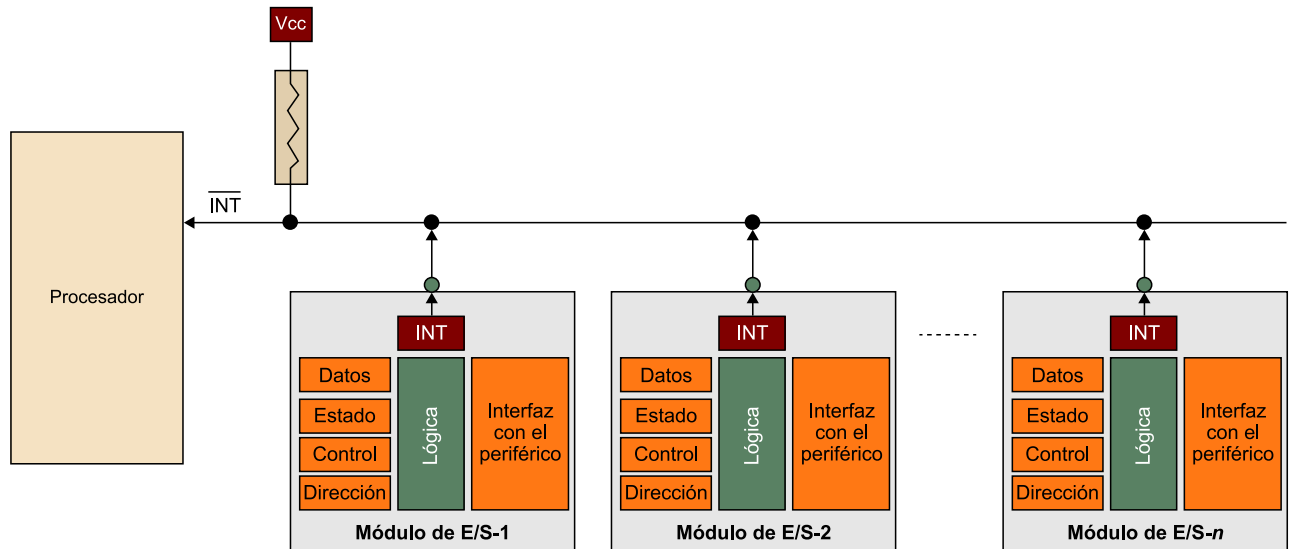 Vcc
INT
Procesador
INT
Datos
Estado
Control
Dirección
Lógica
Interfaz
con el
periférico
Módulo de E/S-1
INT
Datos
Estado
Control
Dirección
Lógica
Interfaz
con el
periférico
Módulo de E/S-2
INT
Datos
Estado
Control
Dirección
Lógica
Interfaz
con el
periférico
Módulo de E/S-n